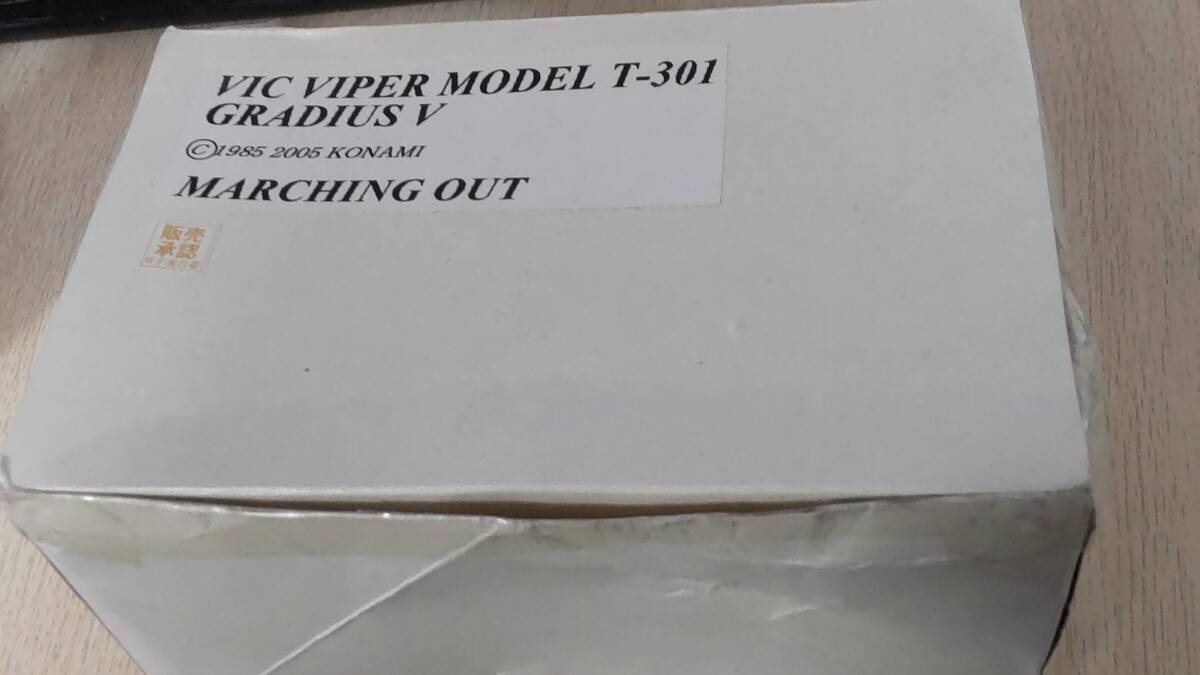 VIC VIPER MODEL T-301
GRADIUS V
©1985 2005 KONAMI
MARCHING OUT
販売
承認